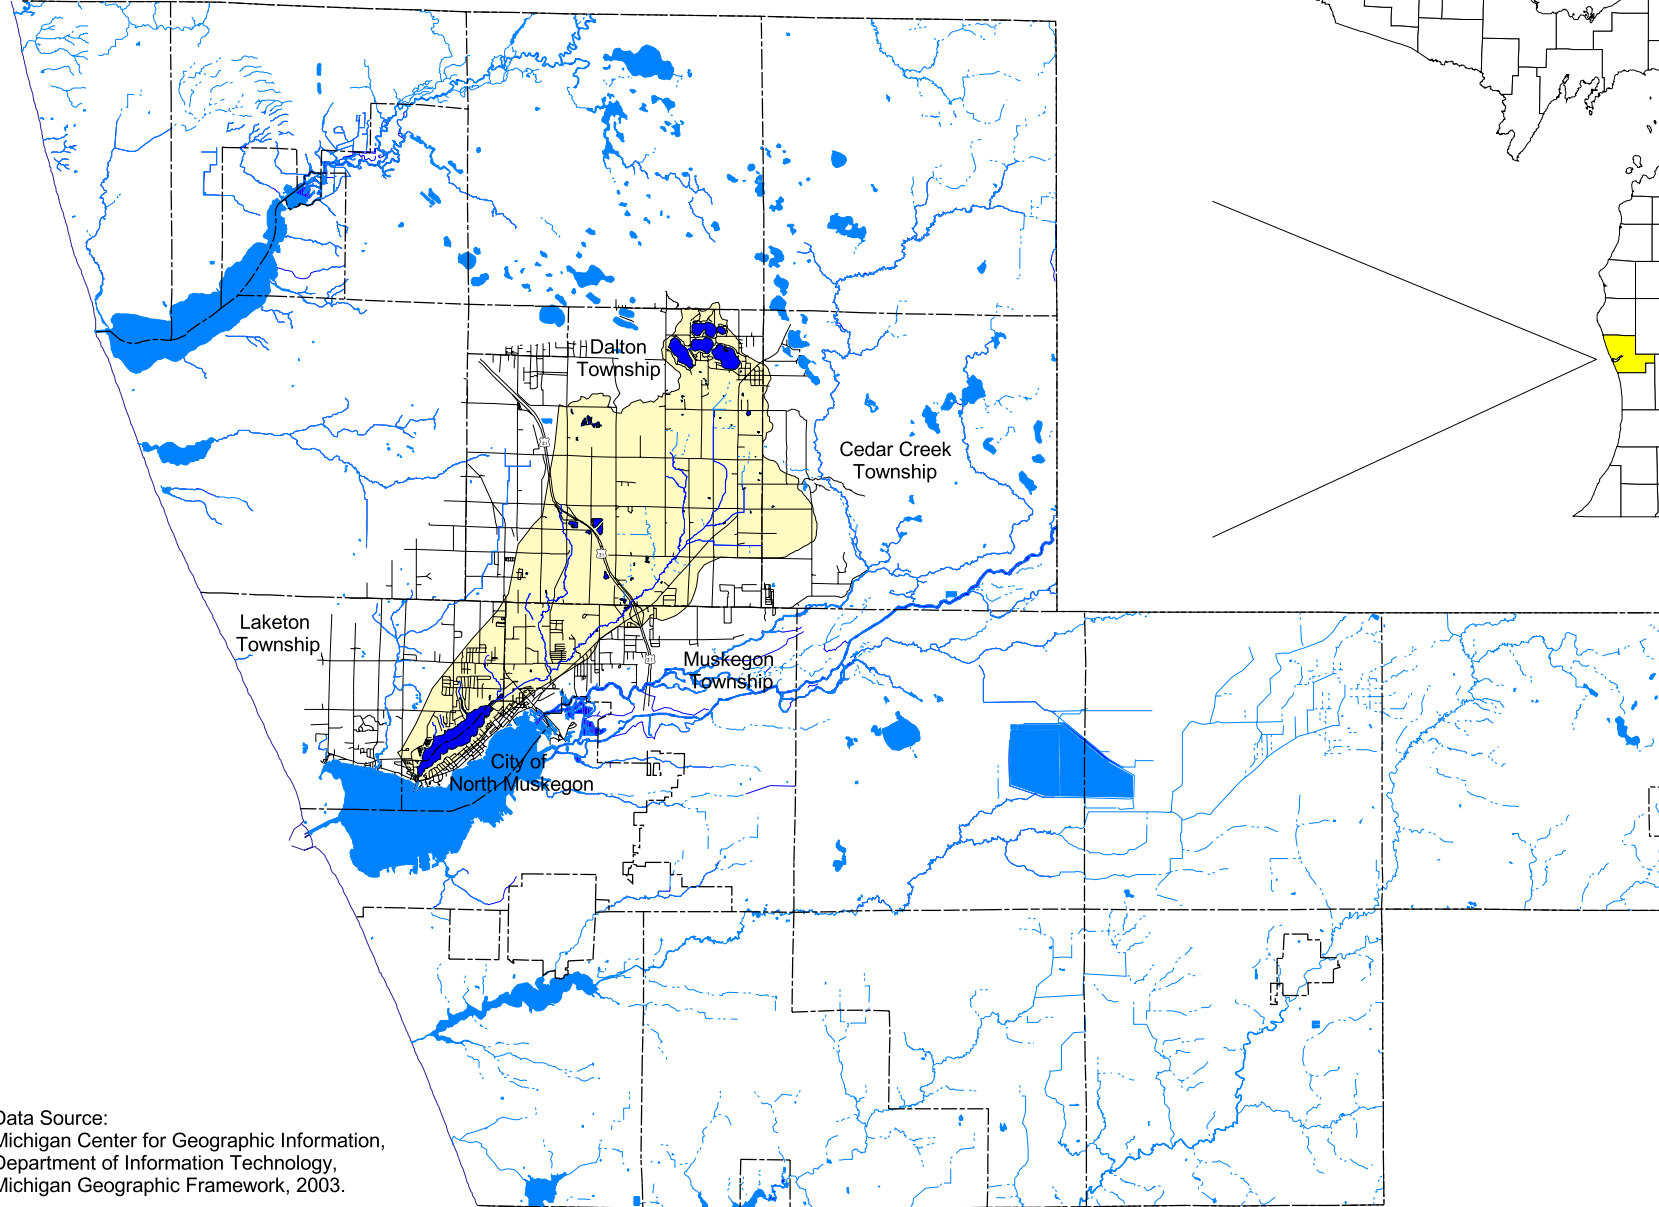 Dalton
Township
Cedar Creek
Township
Laketon
Township
Muskegon
Township
City of
North Muskegon
Data Source:
Michigan Center for Geographic Information,
Department of Information Technology,
Michigan Geographic Framework, 2003.